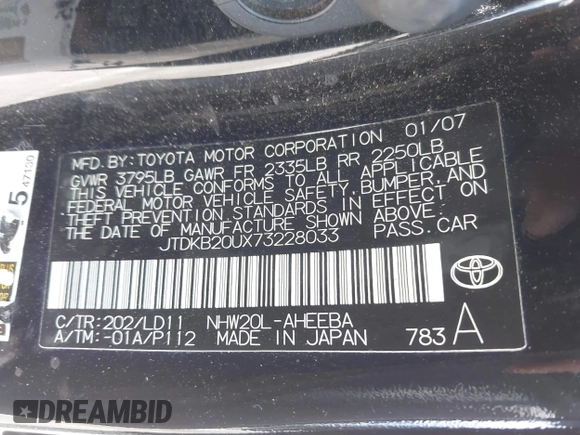 MFD.BY:TOYOTA MOTOR CORPORATION 01/07
GVWR 3795LB GAWR FR 2335LB RR 2250LB
THIS VEHICLE CONFORMS TO ALL APPLICABLE
FEDERAL MOTOR VEHICLE SAFETY,BUMPER,AND
THEFT PREVENTION STANDARDS IN EFFECT ON
THE DATE OF MANUFACTURE SHOWN ABOVE.
JTDKB20UX73228033 PASS.CAR
C/TR:202/LD11 NHW20L-AHEEBA
A/TM:-01A/P112 MADE IN JAPAN 783 A
5
47130
DREAMBID